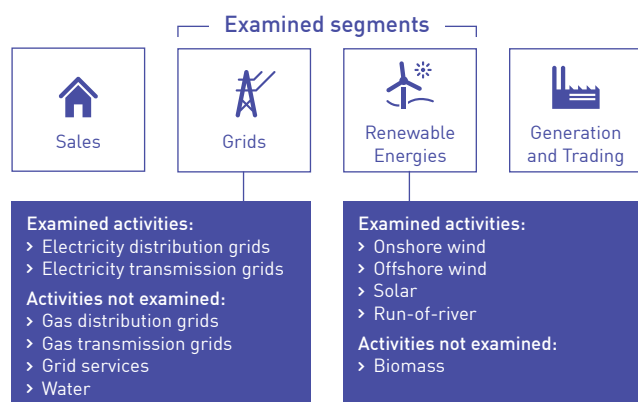 Examined segments
Sales
Grids
Renewable
Energies
Generation
and Trading
Examined activities:
› Electricity distribution grids
› Electricity transmission grids
Activities not examined:
› Gas distribution grids
› Gas transmission grids
› Grid services
› Water
Examined activities:
› Onshore wind
› Offshore wind
› Solar
› Run-of-river
Activities not examined:
› Biomass